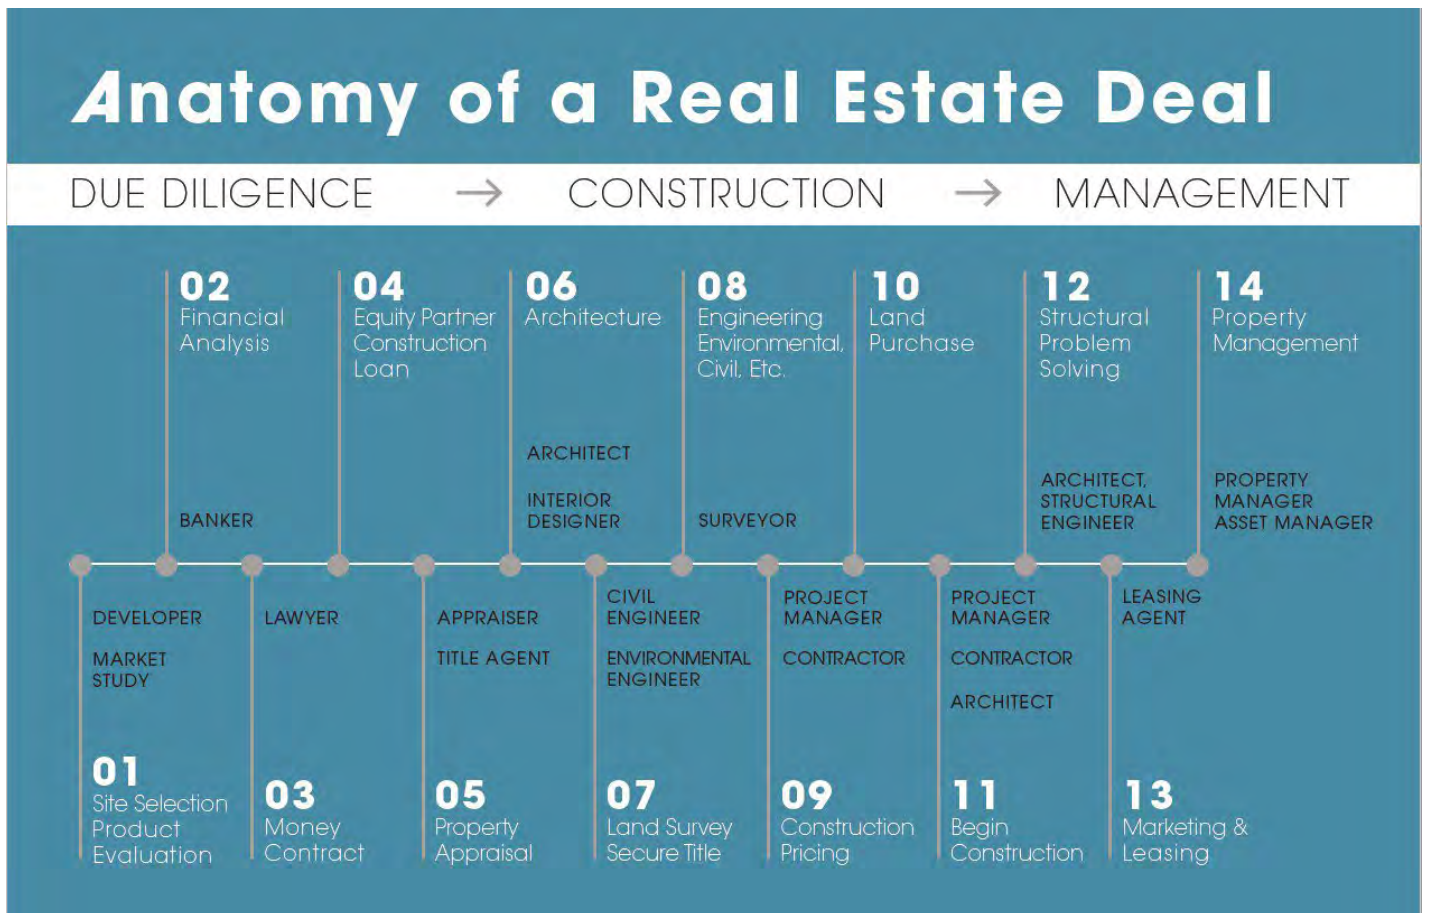 Anatomy of a Real Estate Deal
DUE DILIGENCE → CONSTRUCTION → MANAGEMENT
02
Financial
Analysis
BANKER
04
Equity Partner
Construction
Loan
06
Architecture
ARCHITECT
INTERIOR
DESIGNER
08
Engineering
Environmental,
Civil, Etc.
SURVEYOR
10
Land
Purchase
12
Structural
Problem
Solving
ARCHITECT,
STRUCTURAL
ENGINEER
14
Property
Management
PROPERTY
MANAGER
ASSET MANAGER
DEVELOPER
MARKET
STUDY
01
Site Selection
Product
Evaluation
LAWYER
03
Money
Contract
APPRAISER
TITLE AGENT
05
Property
Appraisal
CIVIL
ENGINEER
ENVIRONMENTAL
ENGINEER
07
Land Survey
Secure Title
PROJECT
MANAGER
CONTRACTOR
09
Construction
Pricing
PROJECT
MANAGER
CONTRACTOR
ARCHITECT
11
Begin
Construction
LEASING
AGENT
13
Marketing &
Leasing